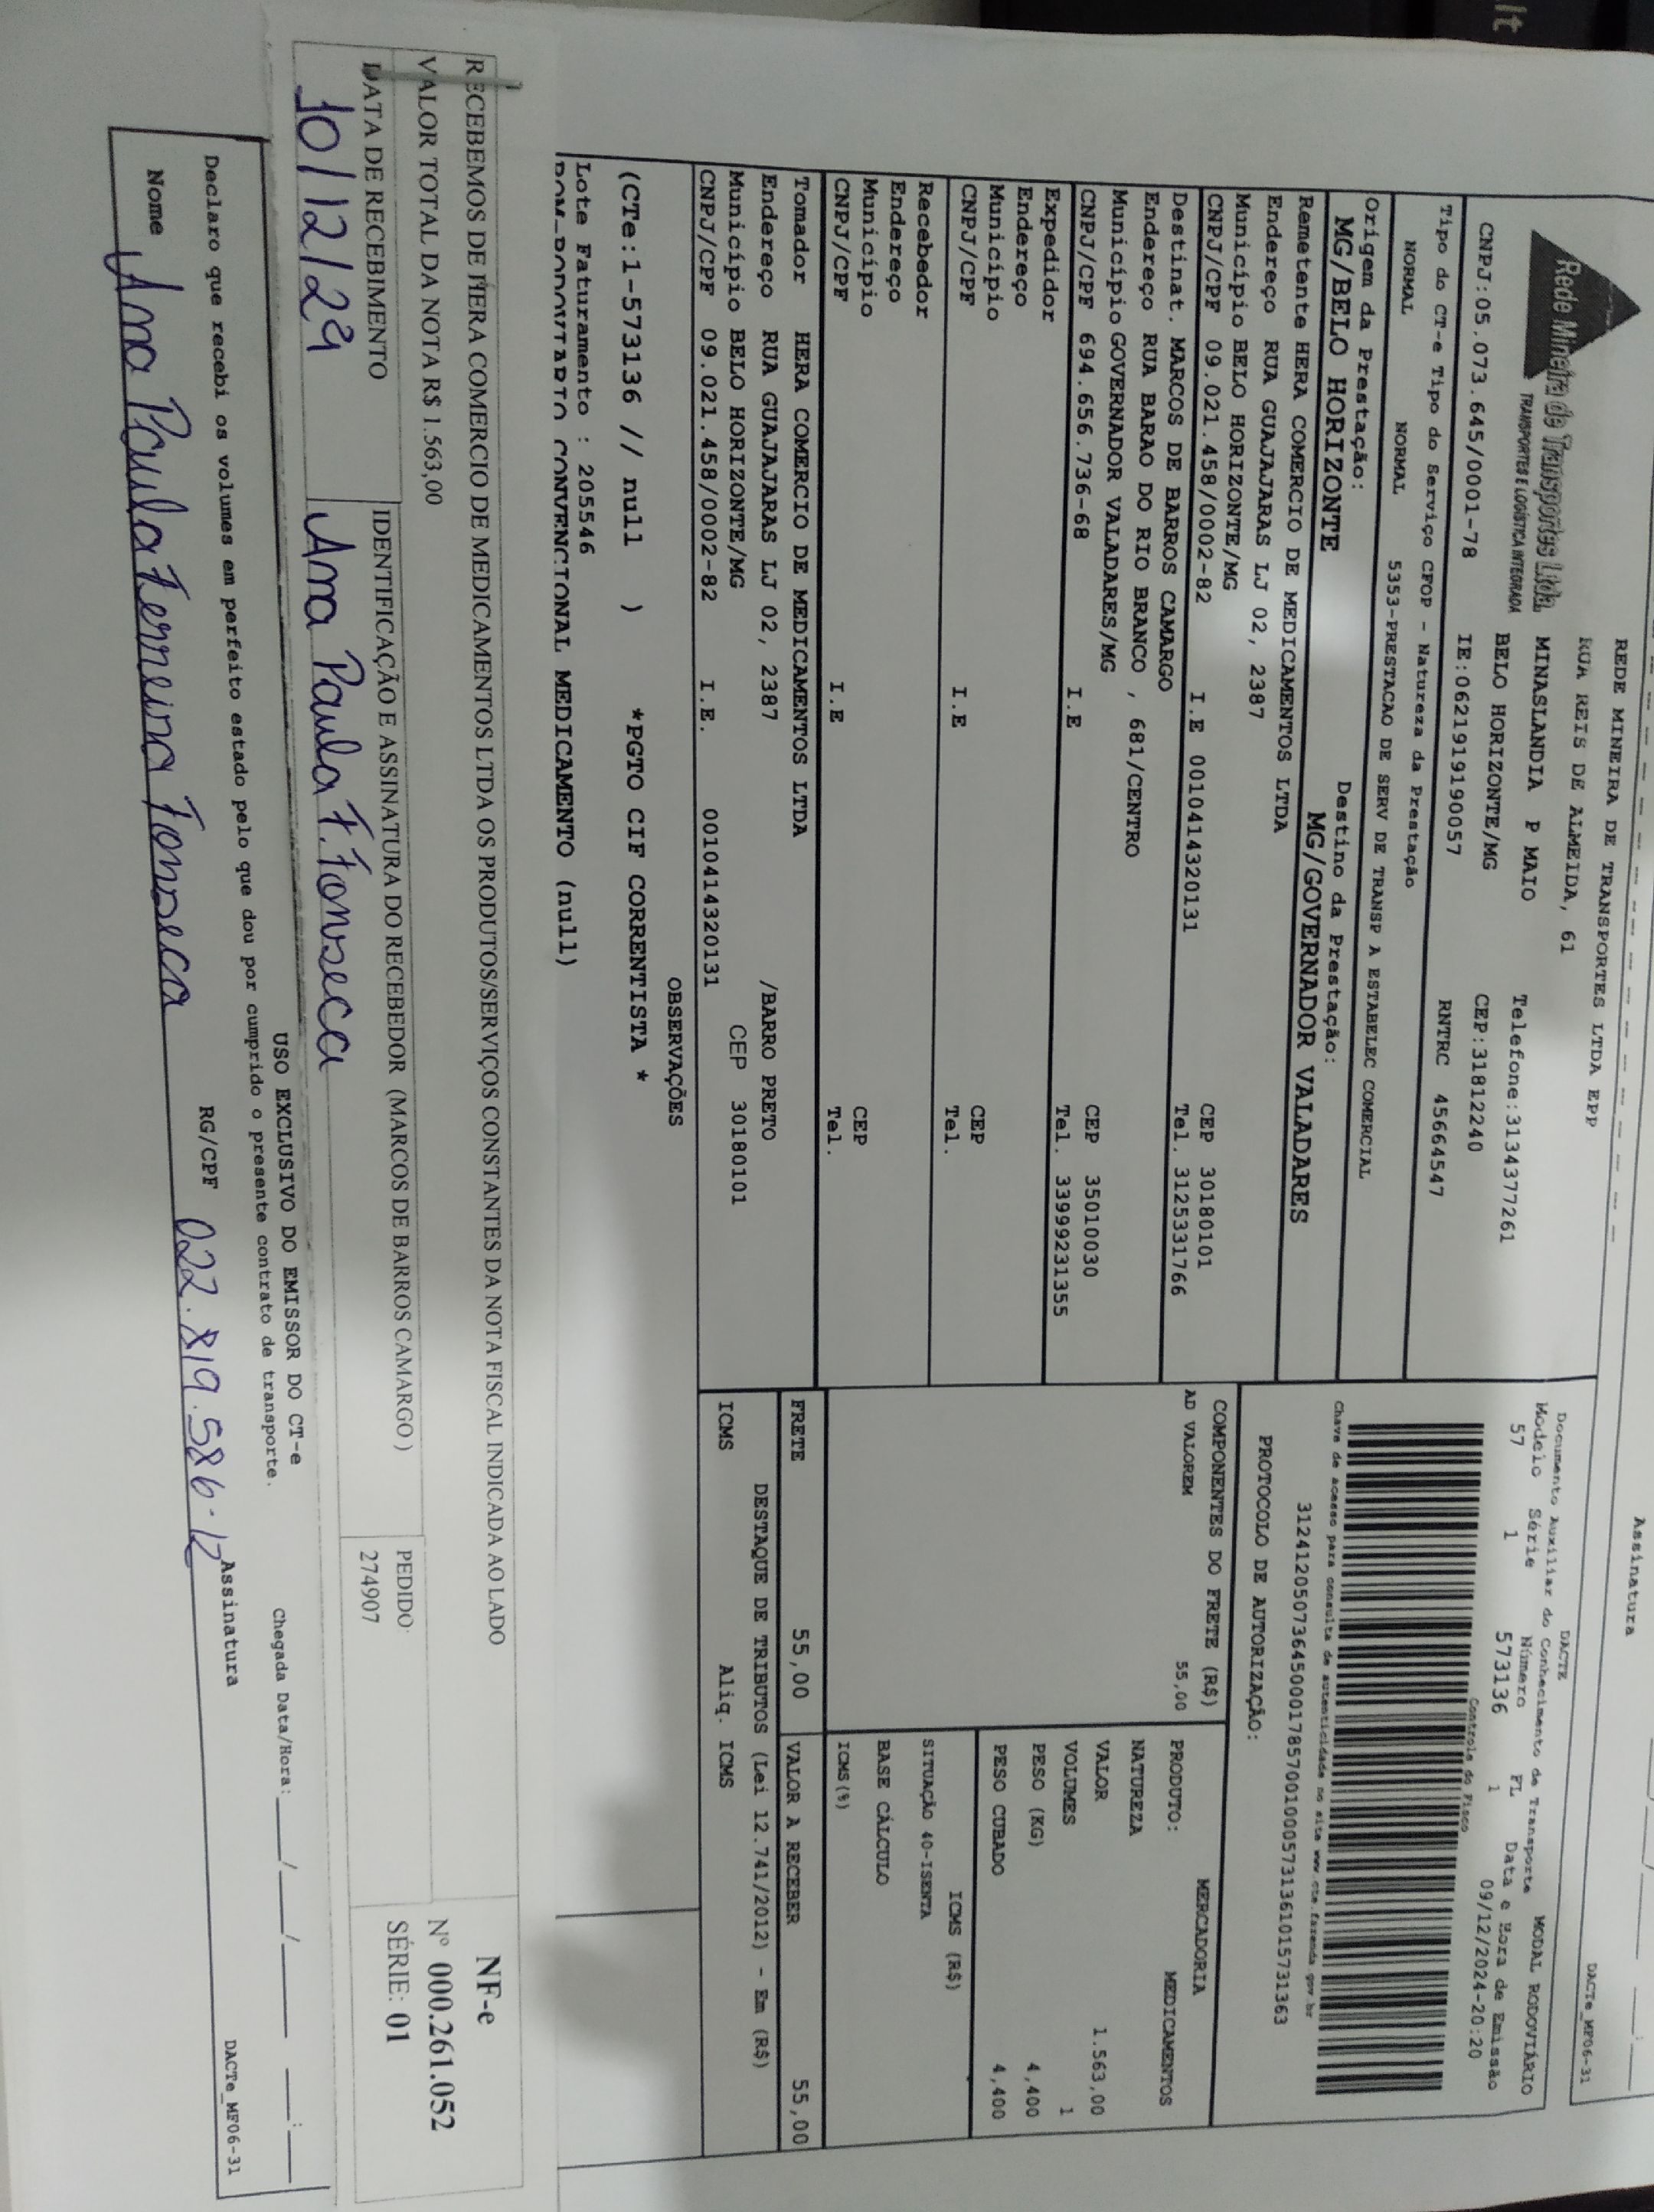 lt
Assinatura
DACTe_MF06-31
Rede Mineira de Transportes Ltda.
TRANSPORTES E LOGÍSTICA INTEGRADA
REDE MINEIRA DE TRANSPORTES LTDA EPP
RUA REIS DE ALMEIDA, 61
MINASLANDIA P MAIO Telefone:3134377261
BELO HORIZONTE/MG CEP:31812240
CNPJ:05.073.645/0001-78 IE:0621919190057 RNTRC 45664547
DACTE
Documento Auxiliar do Conhecimento de Transporte MODAL RODOVIÁRIO
Modelo Série Número FL Data e Hora de Emissão
57 1 573136 1 09/12/2024-20:20
Controle do Fisco
Tipo do CT-e Tipo do Serviço CFOP - Natureza da Prestação
NORMAL NORMAL 5353-PRESTACAO DE SERV DE TRANSP A ESTABELEC COMERCIAL
Chave de acesso para consulta de autenticidade no site www.cte.fazenda.gov.br
31241205073645000178570010005731361015731363
PROTOCOLO DE AUTORIZAÇÃO:
Origem da Prestação: Destino da Prestação:
MG/BELO HORIZONTE MG/GOVERNADOR VALADARES
Remetente HERA COMERCIO DE MEDICAMENTOS LTDA
Endereço RUA GUAJAJARAS LJ 02, 2387
Município BELO HORIZONTE/MG CEP 30180101
CNPJ/CPF 09.021.458/0002-82 I.E 0010414320131 Tel. 3125331766
Destinat. MARCOS DE BARROS CAMARGO
Endereço RUA BARAO DO RIO BRANCO , 681/CENTRO
Município GOVERNADOR VALADARES/MG CEP 35010030
CNPJ/CPF 694.656.736-68 I.E Tel. 33999231355
Expedidor
Endereço
Município CEP
CNPJ/CPF I.E Tel.
Recebedor
Endereço
Município CEP
CNPJ/CPF I.E Tel.
Tomador HERA COMERCIO DE MEDICAMENTOS LTDA
Endereço RUA GUAJAJARAS LJ 02, 2387 /BARRO PRETO
Município BELO HORIZONTE/MG CEP 30180101
CNPJ/CPF 09.021.458/0002-82 I.E. 0010414320131
COMPONENTES DO FRETE (R$)
AD VALOREM 55,00
MERCADORIA
PRODUTO: MEDICAMENTOS
NATUREZA
VALOR 1.563,00
VOLUMES 1
PESO (KG) 4,400
PESO CUBADO 4,400
ICMS (R$)
SITUAÇÃO 40-ISENTA
BASE CÁLCULO
ICMS(%)
FRETE 55,00 VALOR A RECEBER 55,00
DESTAQUE DE TRIBUTOS (Lei 12.741/2012) - Em (R$)
ICMS Aliq. ICMS
OBSERVAÇÕES
(CTe:1-573136 // null ) *PGTO CIF CORRENTISTA *
Lote Faturamento : 205546
DOM-RODOVIARIO CONVENCIONAL MEDICAMENTO (null)
RECEBEMOS DE HERA COMERCIO DE MEDICAMENTOS LTDA OS PRODUTOS/SERVIÇOS CONSTANTES DA NOTA FISCAL INDICADA AO LADO
VALOR TOTAL DA NOTA R$ 1.563,00
DATA DE RECEBIMENTO
10/12/24
IDENTIFICAÇÃO E ASSINATURA DO RECEBEDOR (MARCOS DE BARROS CAMARGO )
Ana Paula F. Fonseca
PEDIDO:
274907
NF-e
Nº 000.261.052
SÉRIE: 01
USO EXCLUSIVO DO EMISSOR DO CT-e
Declaro que recebi os volumes em perfeito estado pelo que dou por cumprido o presente contrato de transporte.
Chegada Data/Hora: ___/___/____ __:__
Nome Ana Paula Ferreira Fonseca RG/CPF 022.819.586-12 Assinatura
DACTe_MF06-31